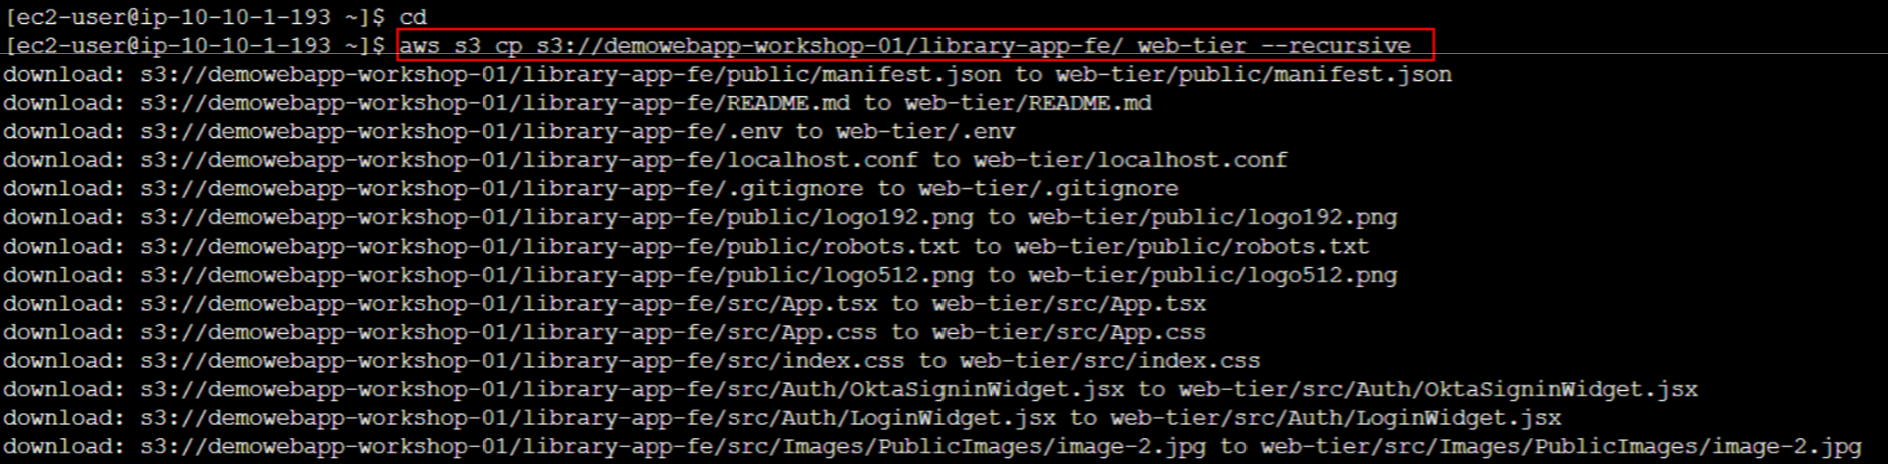 [ec2-user@ip-10-10-1-193 ~]$ cd
[ec2-user@ip-10-10-1-193 ~]$ aws s3 cp s3://demowebapp-workshop-01/library-app-fe/ web-tier --recursive
download: s3://demowebapp-workshop-01/library-app-fe/public/manifest.json to web-tier/public/manifest.json
download: s3://demowebapp-workshop-01/library-app-fe/README.md to web-tier/README.md
download: s3://demowebapp-workshop-01/library-app-fe/.env to web-tier/.env
download: s3://demowebapp-workshop-01/library-app-fe/localhost.conf to web-tier/localhost.conf
download: s3://demowebapp-workshop-01/library-app-fe/.gitignore to web-tier/.gitignore
download: s3://demowebapp-workshop-01/library-app-fe/public/logo192.png to web-tier/public/logo192.png
download: s3://demowebapp-workshop-01/library-app-fe/public/robots.txt to web-tier/public/robots.txt
download: s3://demowebapp-workshop-01/library-app-fe/public/logo512.png to web-tier/public/logo512.png
download: s3://demowebapp-workshop-01/library-app-fe/src/App.tsx to web-tier/src/App.tsx
download: s3://demowebapp-workshop-01/library-app-fe/src/App.css to web-tier/src/App.css
download: s3://demowebapp-workshop-01/library-app-fe/src/index.css to web-tier/src/index.css
download: s3://demowebapp-workshop-01/library-app-fe/src/Auth/OktaSigninWidget.jsx to web-tier/src/Auth/OktaSigninWidget.jsx
download: s3://demowebapp-workshop-01/library-app-fe/src/Auth/LoginWidget.jsx to web-tier/src/Auth/LoginWidget.jsx
download: s3://demowebapp-workshop-01/library-app-fe/src/Images/PublicImages/image-2.jpg to web-tier/src/Images/PublicImages/image-2.jpg